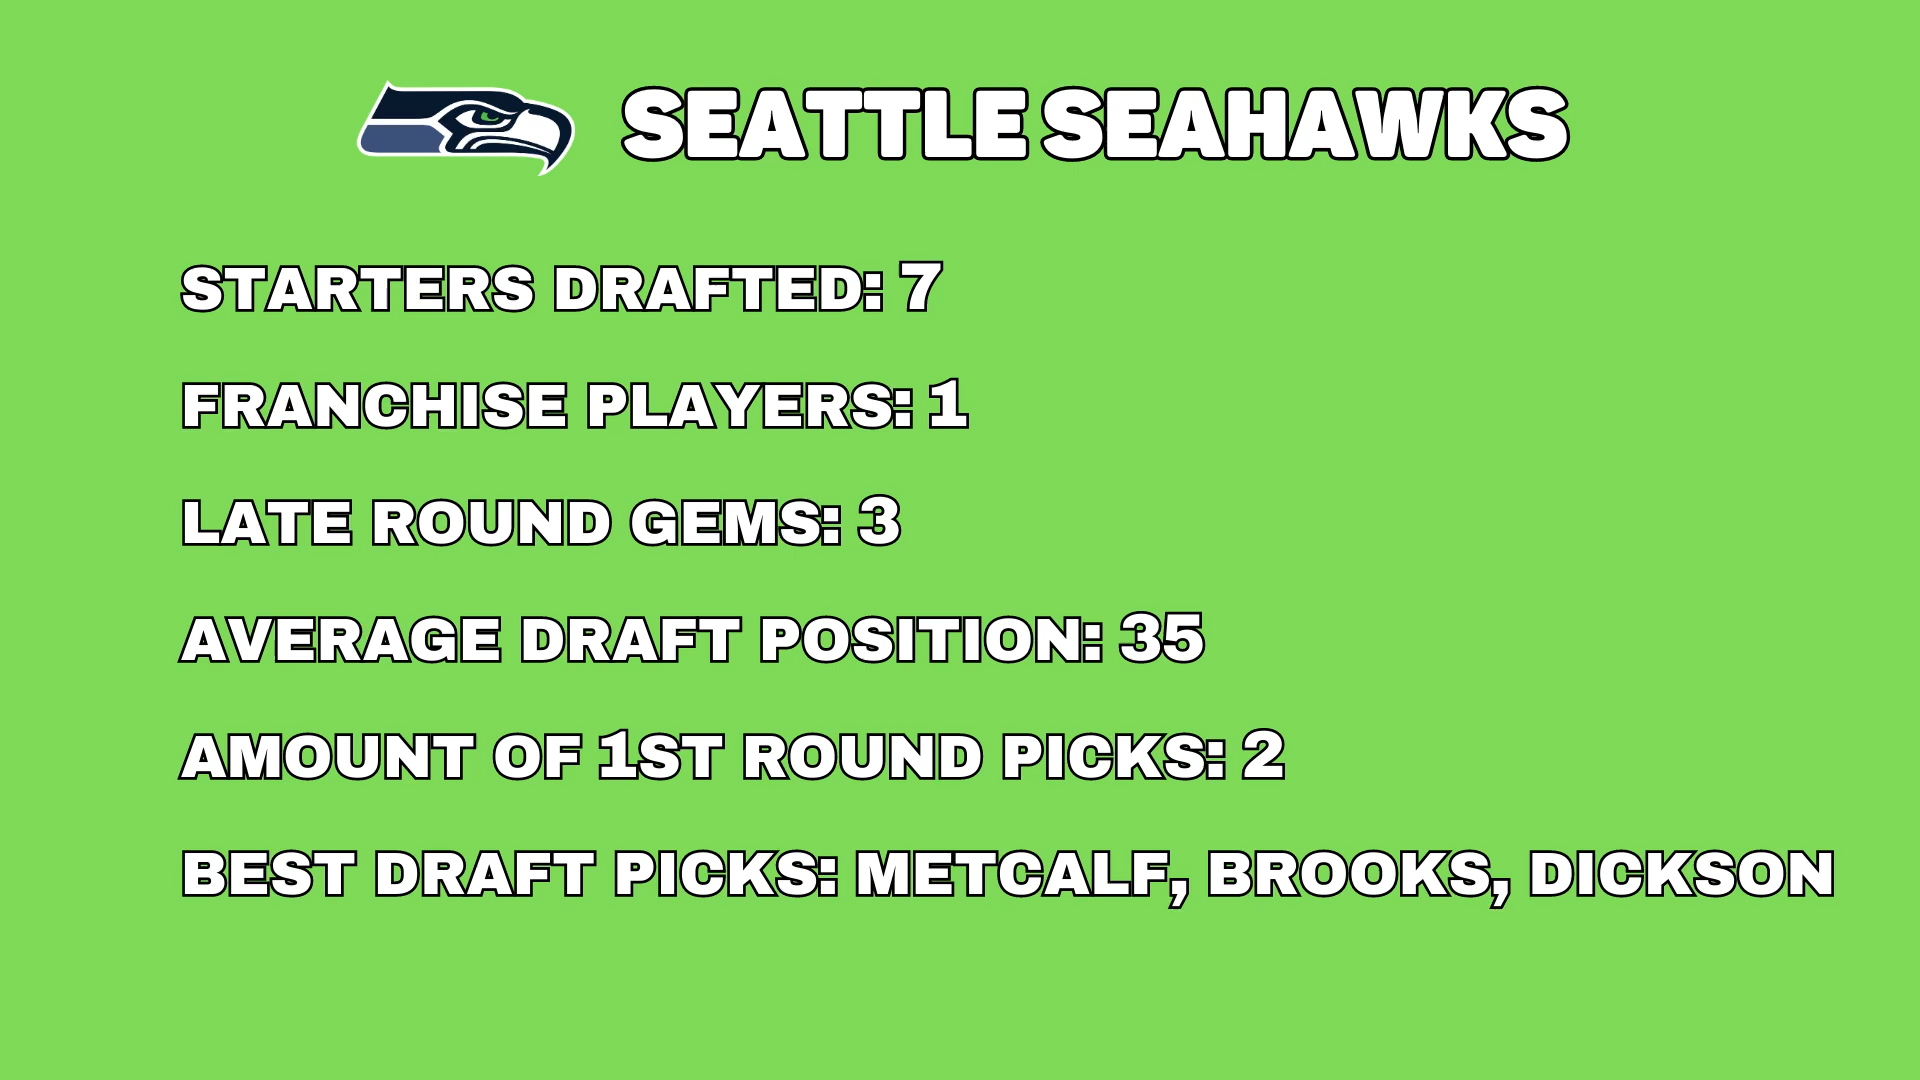 SEATTLE SEAHAWKS
STARTERS DRAFTED: 7
FRANCHISE PLAYERS: 1
LATE ROUND GEMS: 3
AVERAGE DRAFT POSITION: 35
AMOUNT OF 1ST ROUND PICKS: 2
BEST DRAFT PICKS: METCALF, BROOKS, DICKSON